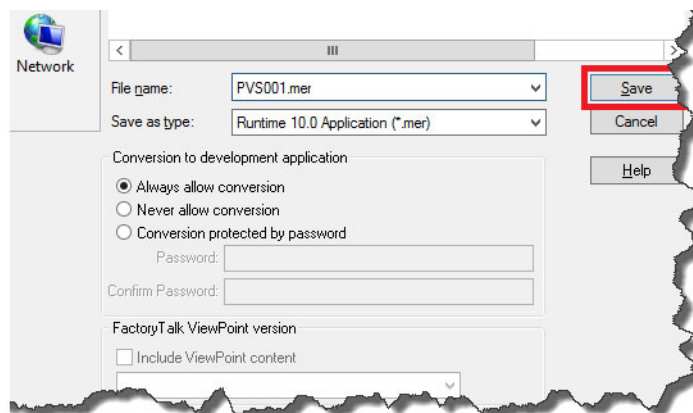 Network
File name: PVS001.mer Save
Save as type: Runtime 10.0 Application (*.mer) Cancel
Conversion to development application
Help
Always allow conversion
Never allow conversion
Conversion protected by password
Password:
Confirm Password:
FactoryTalk ViewPoint version
Include ViewPoint content